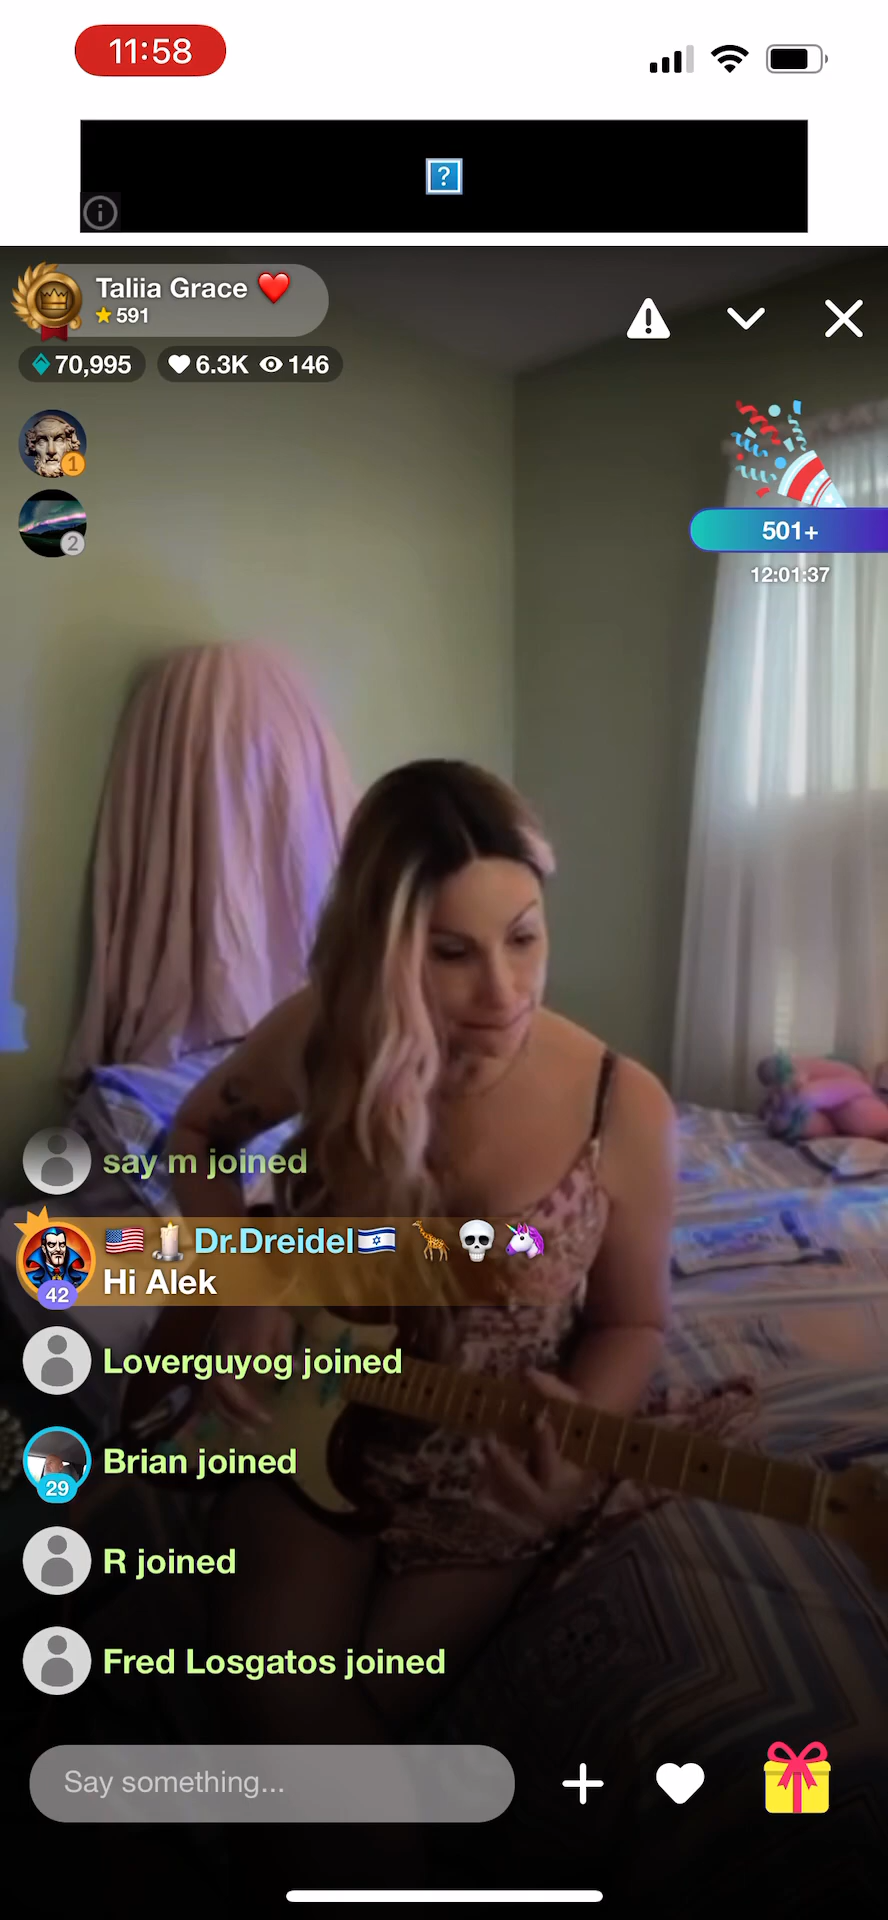 11:58
?
i
Taliia Grace ❤️
⭐ 591
70,995 6.3K 146
1
2
501+
12:01:37
say m joined
🇺🇸🕯️Dr.Dreidel🇮🇱 🦒💀🦄
42 Hi Alek
Loverguyog joined
Brian joined
29
R joined
Fred Losgatos joined
Say something...